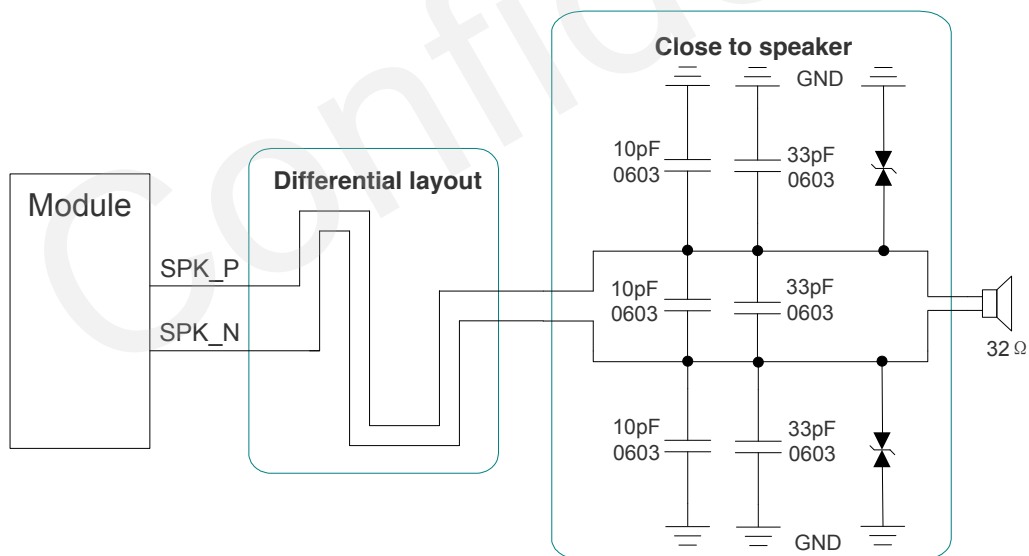 Close to speaker
GND
10pF
0603
33pF
0603
Differential layout
Module
SPK_P
10pF
0603
33pF
0603
SPK_N
32 Ω
10pF
0603
33pF
0603
GND